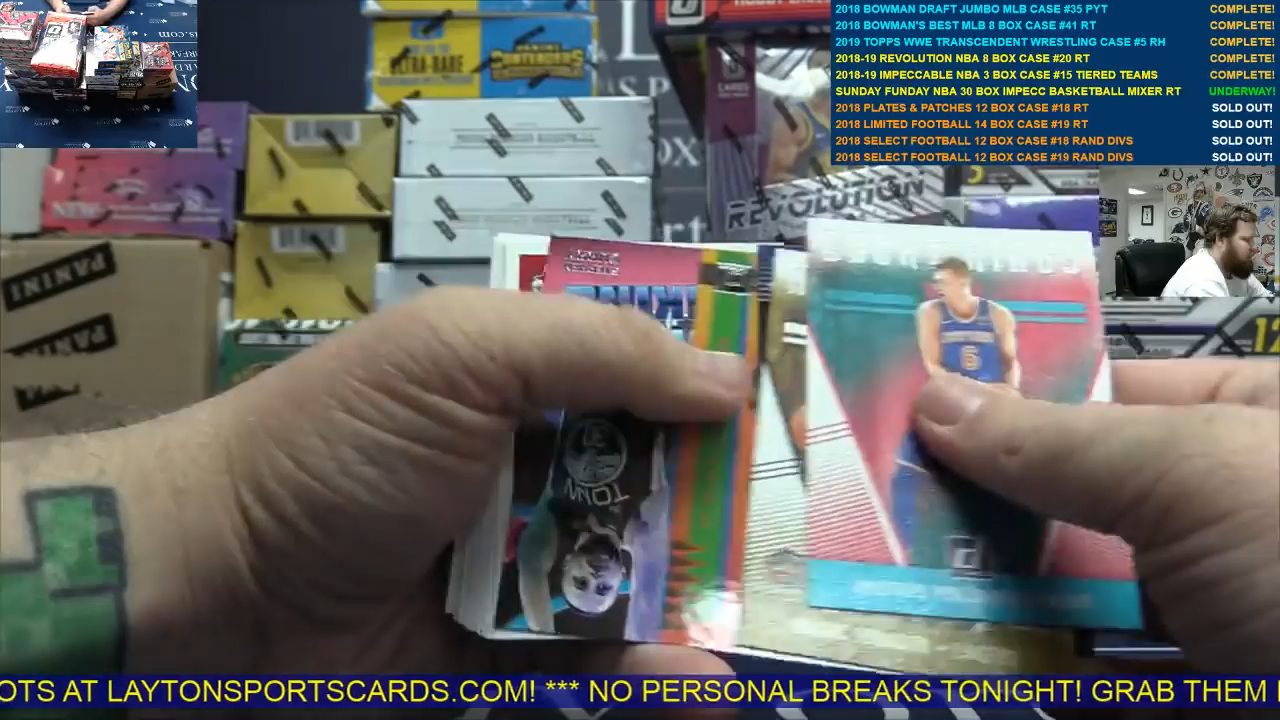 2018 BOWMAN DRAFT JUMBO MLB CASE #35 PYT COMPLETE!
2018 BOWMAN'S BEST MLB 8 BOX CASE #41 RT COMPLETE!
2019 TOPPS WWE TRANSCENDENT WRESTLING CASE #5 RH COMPLETE!
2018-19 REVOLUTION NBA 8 BOX CASE #20 RT COMPLETE!
2018-19 IMPECCABLE NBA 3 BOX CASE #15 TIERED TEAMS COMPLETE!
SUNDAY FUNDAY NBA 30 BOX IMPECC BASKETBALL MIXER RT UNDERWAY!
2018 PLATES & PATCHES 12 BOX CASE #18 RT SOLD OUT!
2018 LIMITED FOOTBALL 14 BOX CASE #19 RT SOLD OUT!
2018 SELECT FOOTBALL 12 BOX CASE #18 RAND DIVS SOLD OUT!
2018 SELECT FOOTBALL 12 BOX CASE #19 RAND DIVS SOLD OUT!
ULTRA-RARE
CARDS
REVOLUTION
PANINI
PANINI
6
12
OTS AT LAYTONSPORTSCARDS.COM! *** NO PERSONAL BREAKS TONIGHT! GRAB THEM